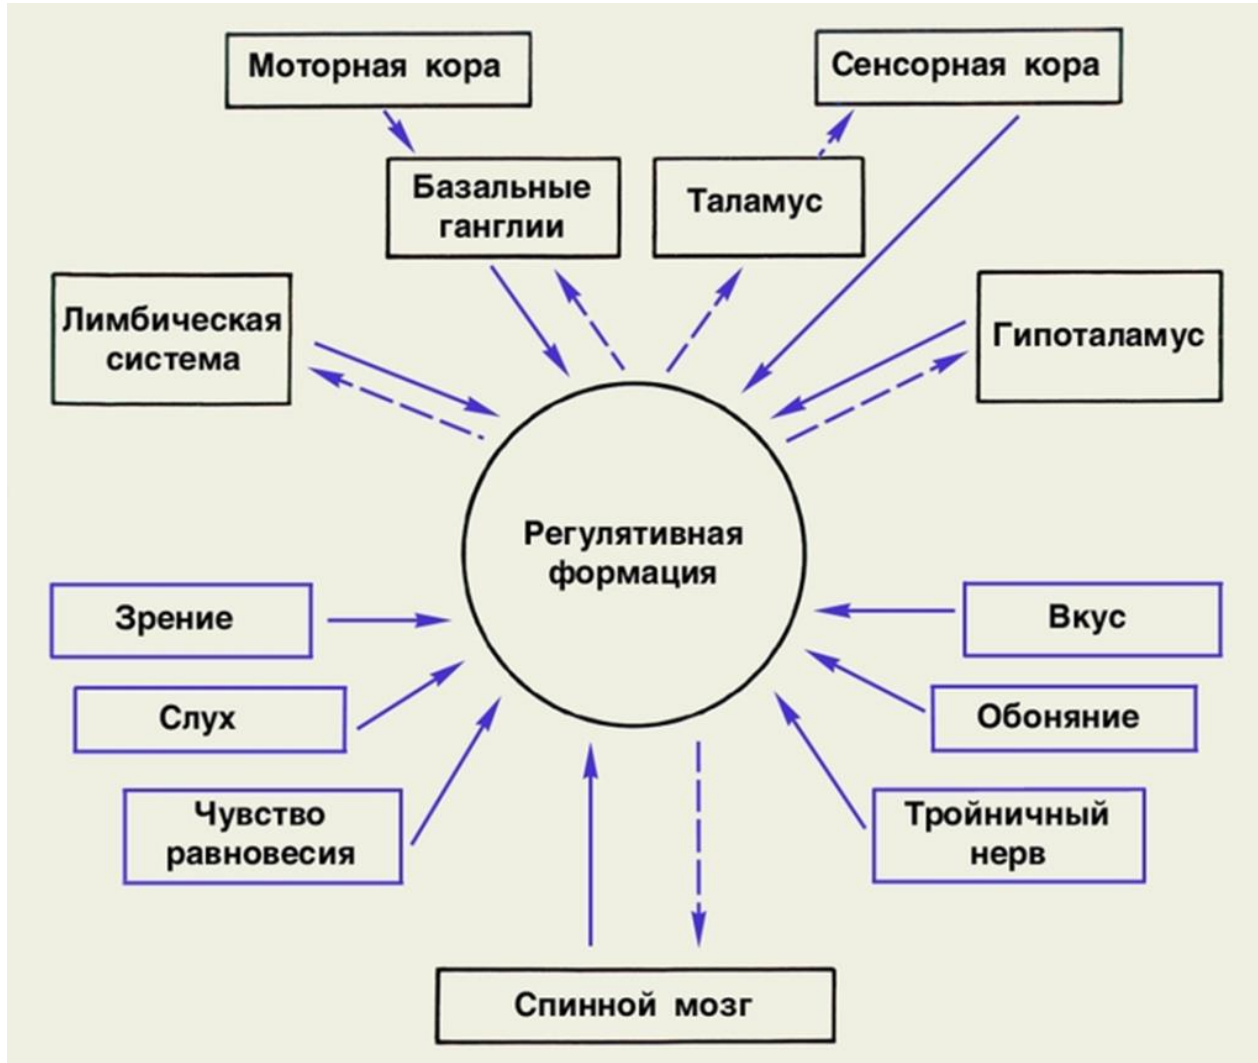 Моторная кора
Сенсорная кора
Базальные
ганглии
Таламус
Лимбическая
система
Гипоталамус
Регулятивная
формация
Зрение
Вкус
Слух
Обоняние
Чувство
равновесия
Тройничный
нерв
Спинной мозг